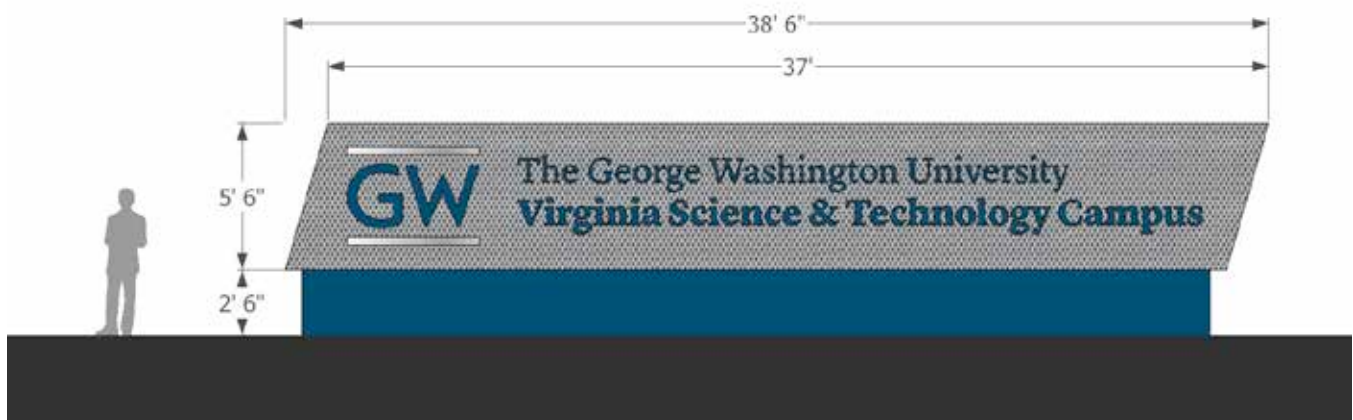 38' 6"
37'
5' 6"
GW
The George Washington University
Virginia Science & Technology Campus
2' 6"